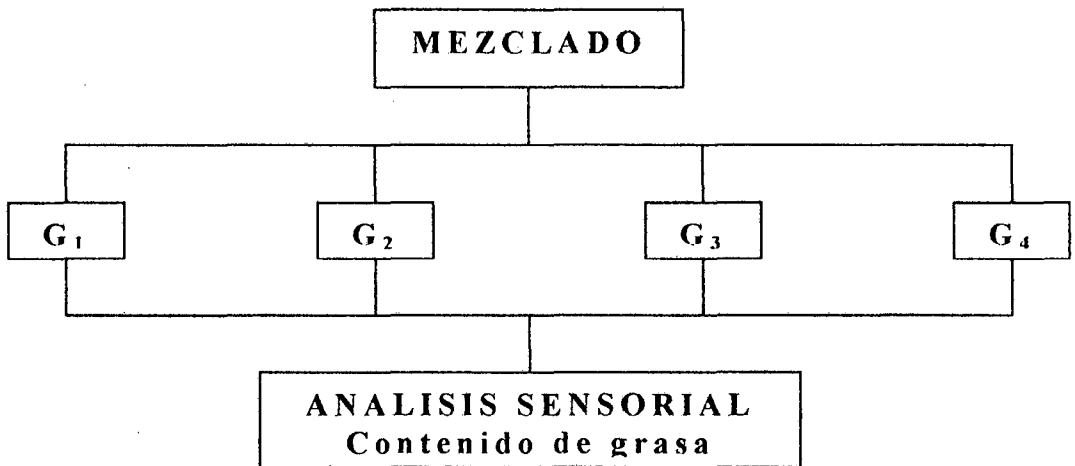 MEZCLADO
G₁ G₂ G₃ G₄
ANALISIS SENSORIAL
Contenido de grasa